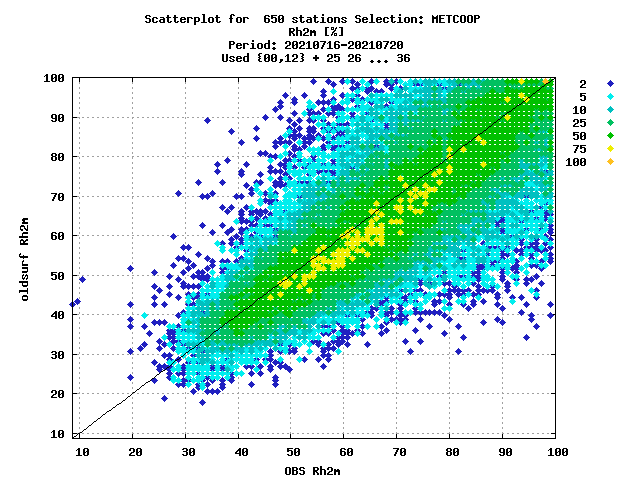 Scatterplot for  650 stations Selection: METCOOP
Rh2m [%]
Period: 20210716-20210720
Used {00,12} + 25 26 ... 36
100
90
80
70
60
50
40
30
20
10
oldsurf Rh2m
10 20 30 40 50 60 70 80 90 100
OBS Rh2m
2
5
10
25
50
75
100